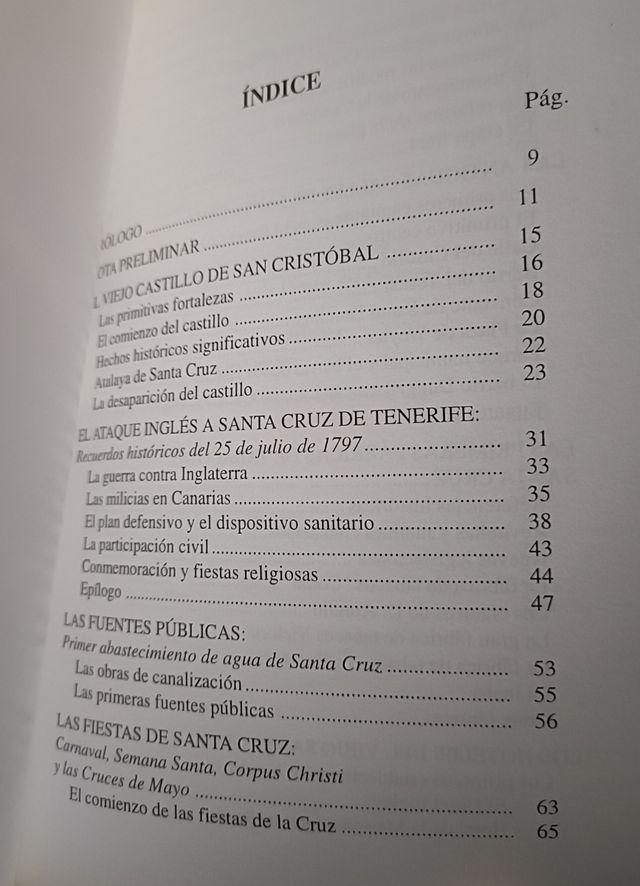 ÍNDICE
Pág.
RÓLOGO ........................................ 9
OTA PRELIMINAR ........................................ 11
L VIEJO CASTILLO DE SAN CRISTÓBAL .................... 15
Las primitivas fortalezas ........................................ 16
El comienzo del castillo ........................................ 18
Hechos históricos significativos ........................................ 20
Atalaya de Santa Cruz ........................................ 22
La desaparición del castillo ........................................ 23
EL ATAQUE INGLÉS A SANTA CRUZ DE TENERIFE:
Recuerdos históricos del 25 de julio de 1797 .................... 31
La guerra contra Inglaterra ........................................ 33
Las milicias en Canarias ........................................ 35
El plan defensivo y el dispositivo sanitario .................... 38
La participación civil ........................................ 43
Conmemoración y fiestas religiosas .............................. 44
Epílogo ........................................ 47
LAS FUENTES PÚBLICAS:
Primer abastecimiento de agua de Santa Cruz .................... 53
Las obras de canalización ........................................ 55
Las primeras fuentes públicas ........................................ 56
LAS FIESTAS DE SANTA CRUZ:
Carnaval, Semana Santa, Corpus Christi
y las Cruces de Mayo ........................................ 63
El comienzo de las fiestas de la Cruz .............................. 65